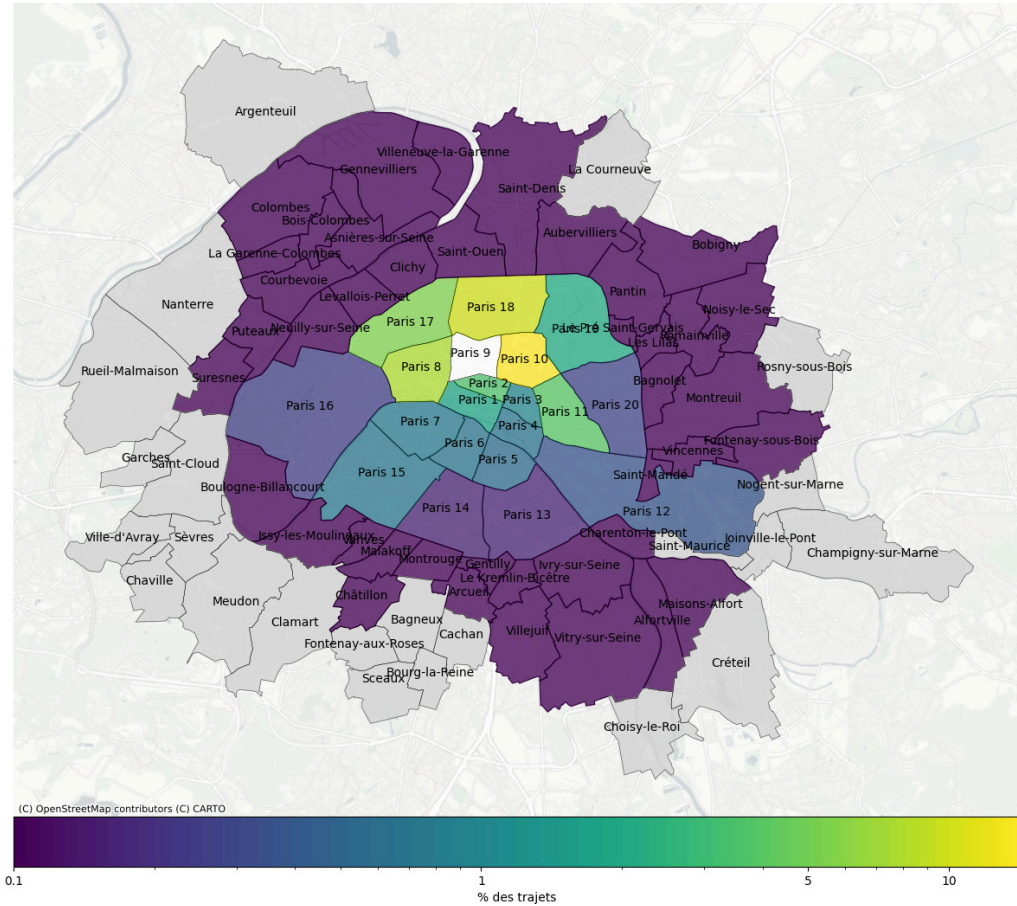 Argenteuil
Villeneuve-la-Garenne
Gennevilliers
La Courneuve
Saint-Denis
Colombes
Bois-Colombes
Asnières-sur-Seine
Aubervilliers
Bobigny
La Garenne-Colombes
Saint-Ouen
Clichy
Courbevoie
Levallois-Perret
Pantin
Nanterre
Paris 18
Noisy-le-Sec
Puteaux
Neuilly-sur-Seine
Paris 17
Paris 19
Le Pré Saint-Gervais
Romainville
Les Lilas
Paris 9
Paris 10
Paris 8
Rueil-Malmaison
Suresnes
Rosny-sous-Bois
Bagnolet
Paris 2
Montreuil
Paris 16
Paris 1
Paris 3
Paris 20
Paris 11
Paris 7
Paris 4
Fontenay-sous-Bois
Paris 6
Vincennes
Garches
Saint-Cloud
Paris 5
Paris 15
Saint-Mandé
Nogent-sur-Marne
Boulogne-Billancourt
Paris 14
Paris 13
Paris 12
Ville-d'Avray
Sèvres
Issy-les-Moulineaux
Vanves
Charenton-le-Pont
Joinville-le-Pont
Saint-Maurice
Malakoff
Champigny-sur-Marne
Montrouge
Gentilly
Ivry-sur-Seine
Chaville
Le Kremlin-Bicêtre
Châtillon
Arcueil
Meudon
Maisons-Alfort
Clamart
Bagneux
Alfortville
Villejuif
Cachan
Vitry-sur-Seine
Fontenay-aux-Roses
Créteil
Bourg-la-Reine
Sceaux
Choisy-le-Roi
(C) OpenStreetMap contributors (C) CARTO
0.1 1 5 10
% des trajets